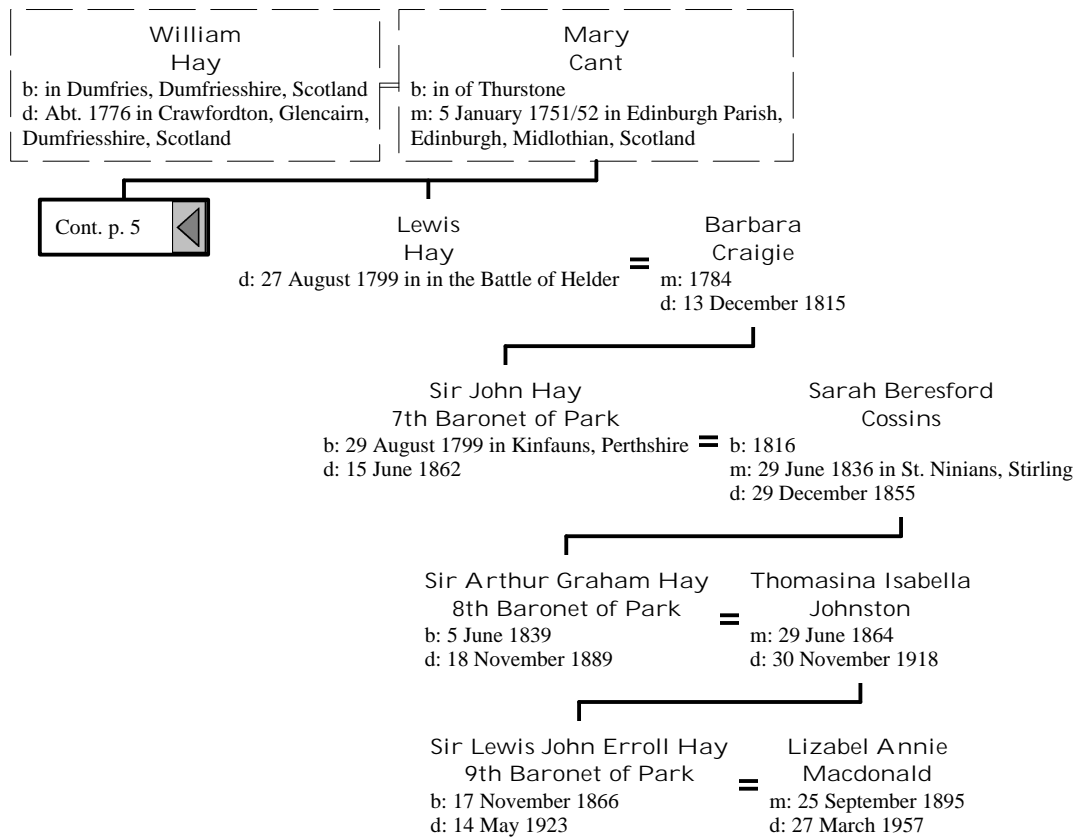 William
Hay
b: in Dumfries, Dumfriesshire, Scotland
d: Abt. 1776 in Crawfordton, Glencairn,
Dumfriesshire, Scotland
Mary
Cant
b: in of Thurstone
m: 5 January 1751/52 in Edinburgh Parish,
Edinburgh, Midlothian, Scotland
Cont. p. 5
Lewis
Hay
d: 27 August 1799 in in the Battle of Helder
=
Barbara
Craigie
m: 1784
d: 13 December 1815
Sir John Hay
7th Baronet of Park
b: 29 August 1799 in Kinfauns, Perthshire
d: 15 June 1862
=
Sarah Beresford
Cossins
b: 1816
m: 29 June 1836 in St. Ninians, Stirling
d: 29 December 1855
Sir Arthur Graham Hay
8th Baronet of Park
b: 5 June 1839
d: 18 November 1889
=
Thomasina Isabella
Johnston
m: 29 June 1864
d: 30 November 1918
Sir Lewis John Erroll Hay
9th Baronet of Park
b: 17 November 1866
d: 14 May 1923
=
Lizabel Annie
Macdonald
m: 25 September 1895
d: 27 March 1957